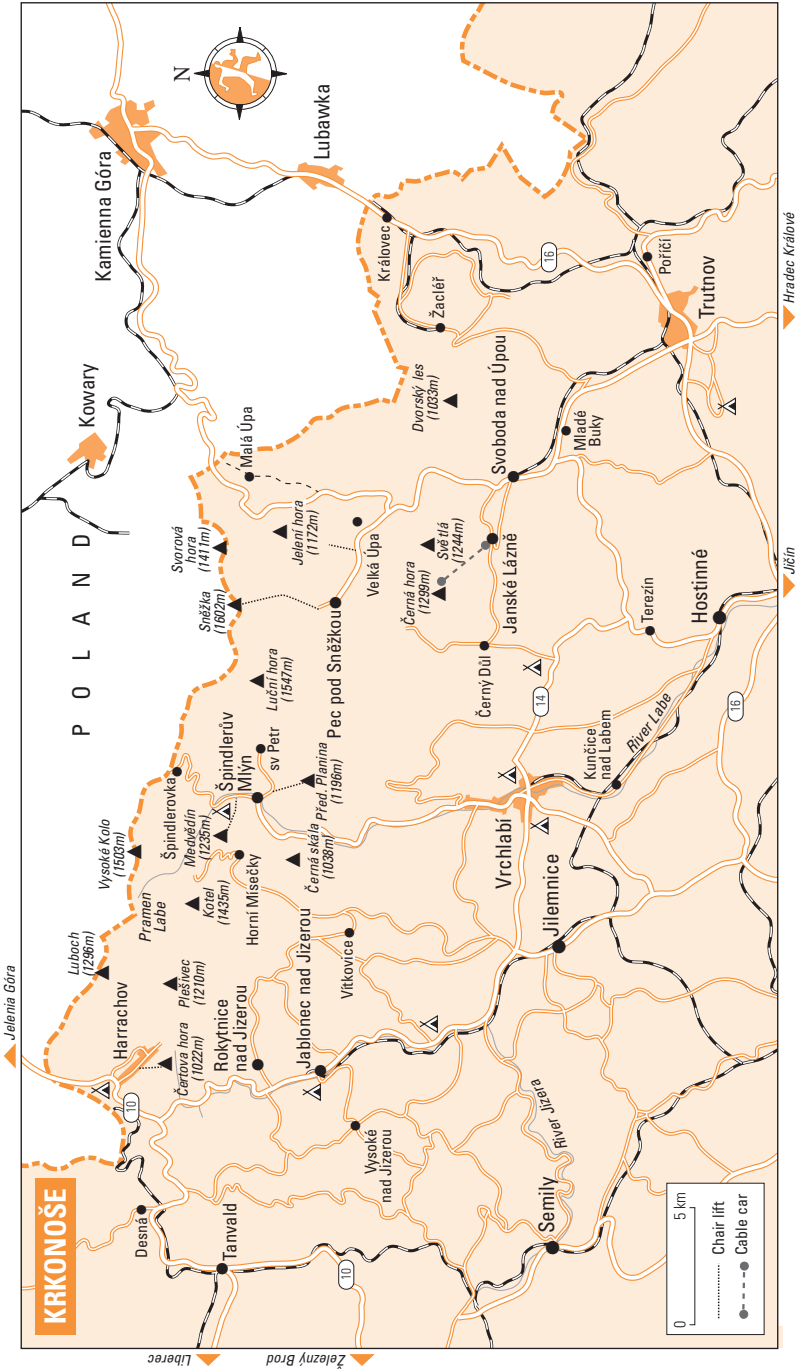 KRKONOŠE
Jelenia Góra
Liberec
Železný Brod
Hradec Králové
Jičín
N
POLAND
Kamienna Góra
Lubawka
Kowary
Královec
Žacléř
16
Poříčí
Trutnov
Dvorský les
(1033m)
Malá Úpa
Svorová
hora
(1411m)
Jelení hora
(1172m)
Sněžka
(1602m)
Velká Úpa
Svoboda nad Úpou
Mladé
Buky
Světlá
(1244m)
Černá hora
(1299m)
Janské Lázně
Pec pod Sněžkou
Luční hora
(1547m)
Černý Důl
Terezín
Hostinné
14
16
River Labe
Kunčice
nad Labem
Vrchlabí
Špindlerovka
Špindlerův
Mlýn
sv Petr
Před. Planina
(1196m)
Medvědín
(1235m)
Vysoké Kolo
(1503m)
Pramen
Labe
Kotel
(1435m)
Horní Mísečky
Černá skála
(1038m)
Luboch
(1296m)
Plešivec
(1210m)
Harrachov
Čertova hora
(1022m)
Rokytnice
nad Jizerou
Jablonec nad Jizerou
Vítkovice
Jilemnice
10
Vysoké
nad Jizerou
River Jizera
Semily
Desná
Tanvald
10
0
5 km
Chair lift
Cable car